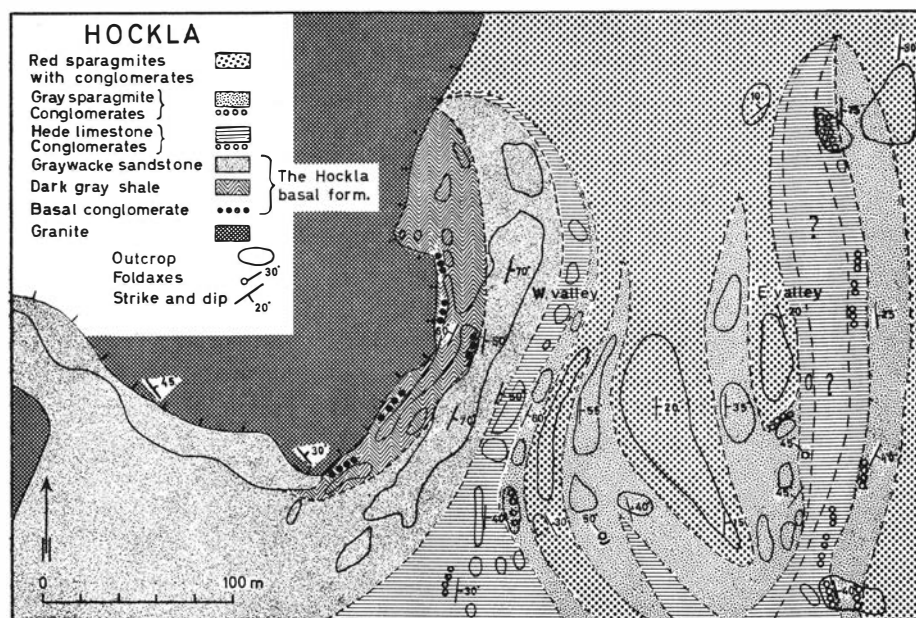 HOCKLA
Red sparagmites
with conglomerates
Gray sparagmite
Conglomerates
Hede limestone
Conglomerates
Graywacke sandstone
Dark gray shale
Basal conglomerate
The Hockla
basal form.
Granite
Outcrop
Foldaxes 30°
Strike and dip 20°
W. valley
E. valley
N
0 100 m
45°
30°
70°
50
70°
50°
60
55
20
35
40
30
50°
40°
15
45
45
25
40
30°
75
20°